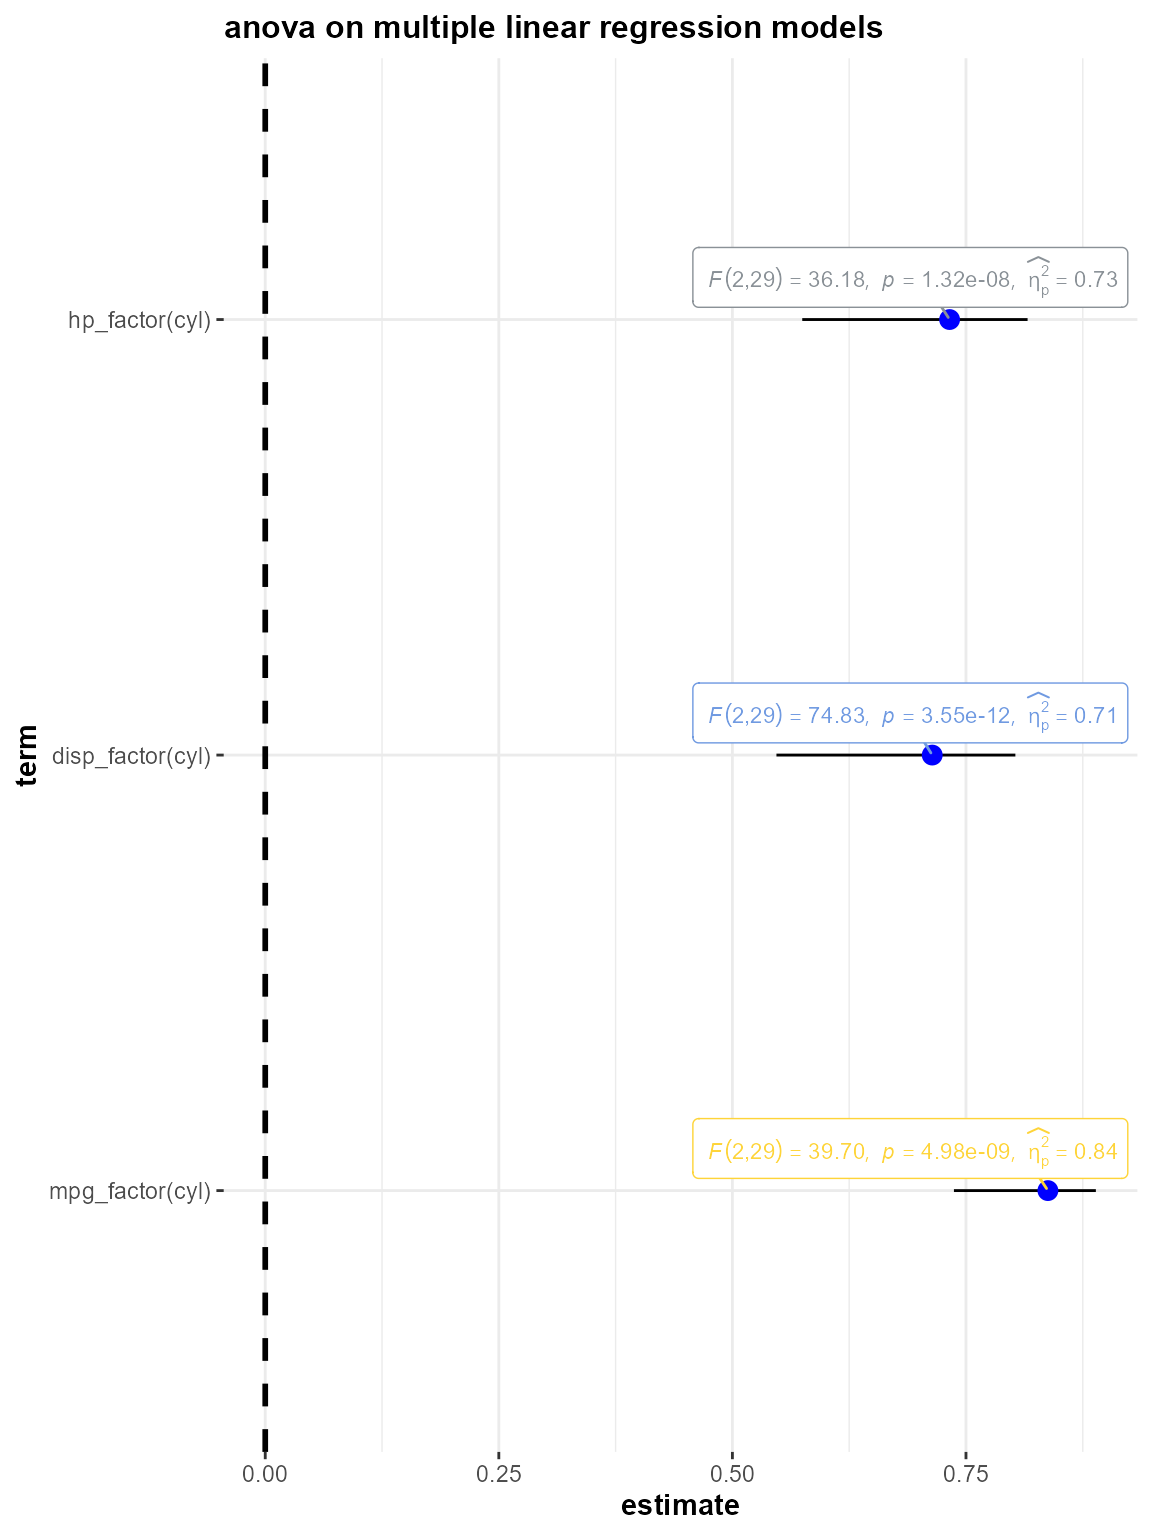 anova on multiple linear regression models
F(2,29) = 36.18, p = 1.32e-08, η̂²ₚ = 0.73
hp_factor(cyl)
F(2,29) = 74.83, p = 3.55e-12, η̂²ₚ = 0.71
disp_factor(cyl)
term
F(2,29) = 39.70, p = 4.98e-09, η̂²ₚ = 0.84
mpg_factor(cyl)
0.00 0.25 0.50 0.75
estimate